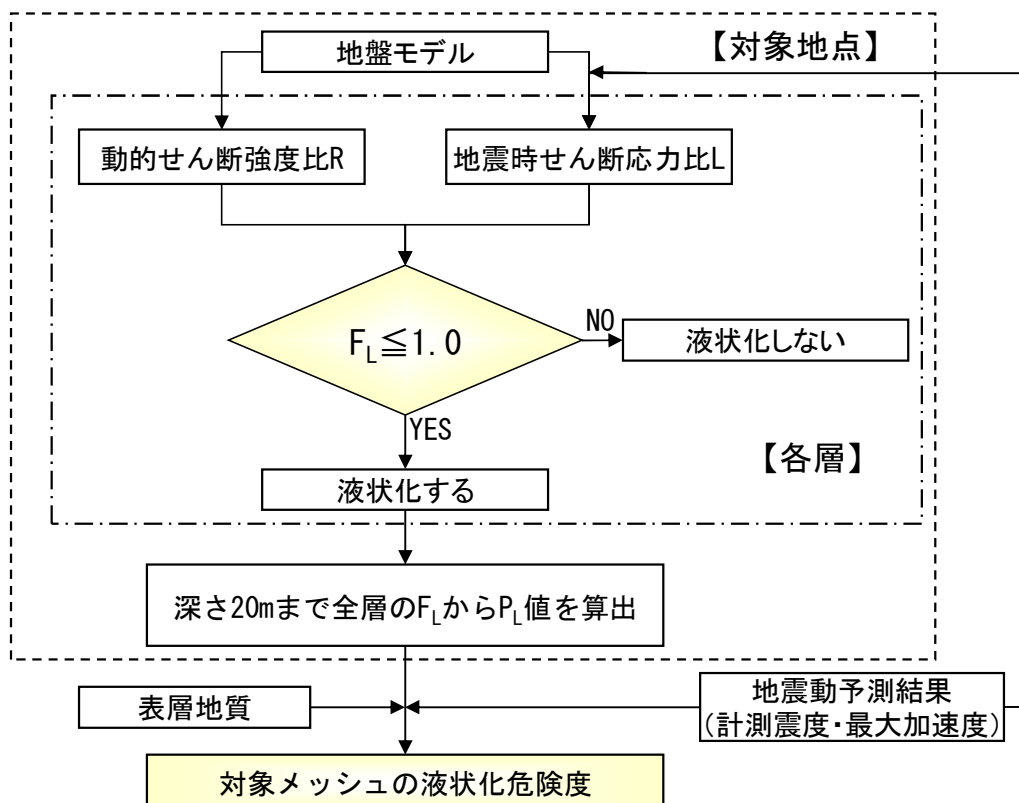 地盤モデル
【対象地点】
動的せん断強度比R
地震時せん断応力比L
FL≦1.0
NO
液状化しない
YES
【各層】
液状化する
深さ20mまで全層のFLからPL値を算出
表層地質
地震動予測結果
(計測震度・最大加速度)
対象メッシュの液状化危険度